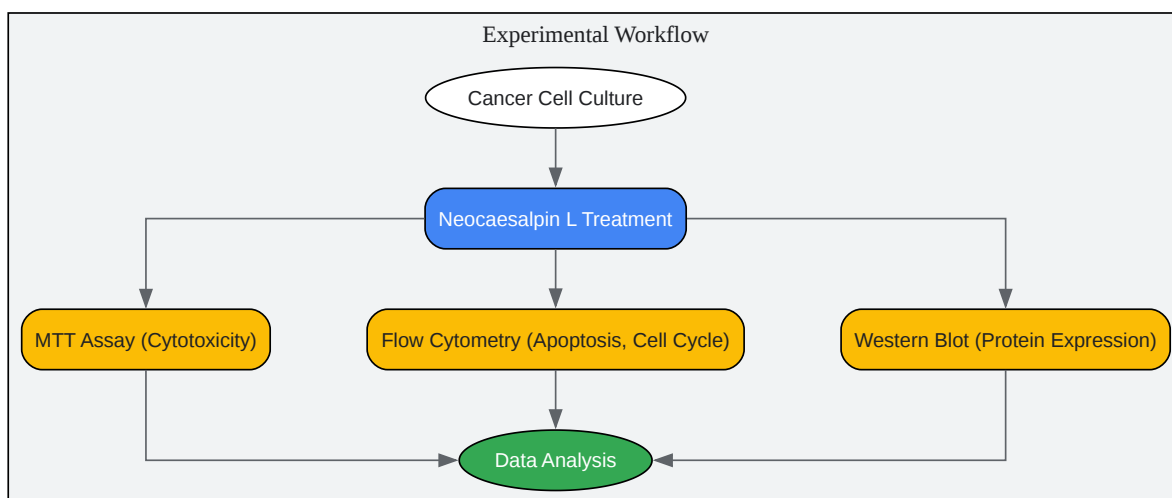 Experimental Workflow
Cancer Cell Culture
Neocaesalpin L Treatment
MTT Assay (Cytotoxicity)
Flow Cytometry (Apoptosis, Cell Cycle)
Western Blot (Protein Expression)
Data Analysis